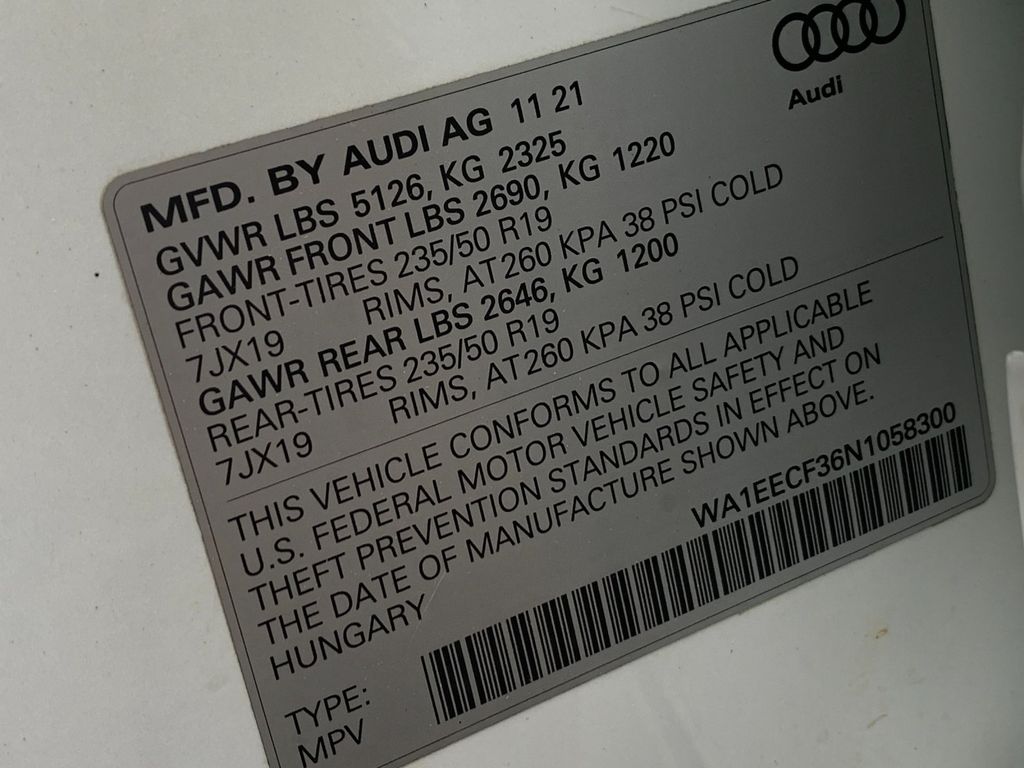 Audi
MFD. BY AUDI AG 11 21
GVWR LBS 5126, KG 2325
GAWR FRONT LBS 2690, KG 1220
FRONT-TIRES 235/50 R19
7JX19 RIMS, AT260 KPA 38 PSI COLD
GAWR REAR LBS 2646, KG 1200
REAR-TIRES 235/50 R19
7JX19 RIMS, AT260 KPA 38 PSI COLD
THIS VEHICLE CONFORMS TO ALL APPLICABLE
U.S. FEDERAL MOTOR VEHICLE SAFETY AND
THEFT PREVENTION STANDARDS IN EFFECT ON
THE DATE OF MANUFACTURE SHOWN ABOVE.
HUNGARY
WA1EECF36N1058300
TYPE:
MPV